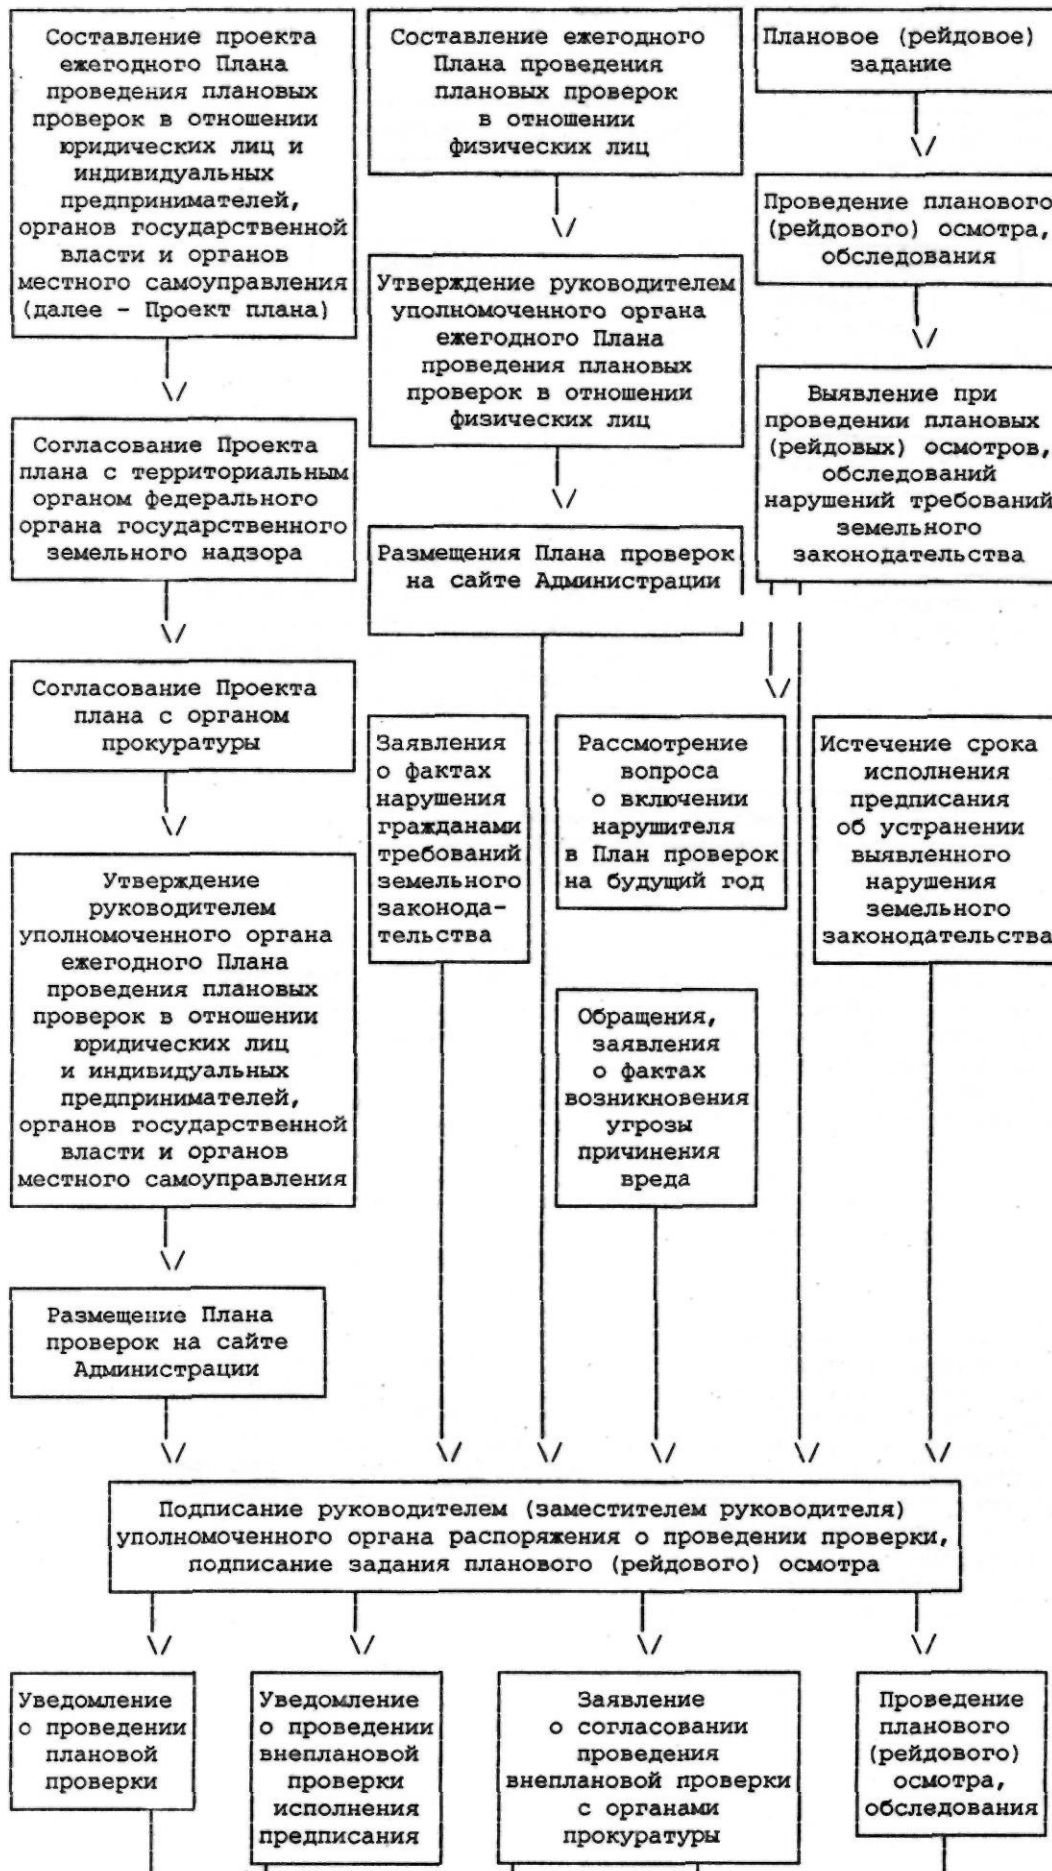 Составление проекта
ежегодного Плана
проведения плановых
проверок в отношении
юридических лиц и
индивидуальных
предпринимателей,
органов государственной
власти и органов
местного самоуправления
(далее - Проект плана)
Согласование Проекта
плана с территориальным
органом федерального
органа государственного
земельного надзора
Согласование Проекта
плана с органом
прокуратуры
Утверждение
руководителем
уполномоченного органа
ежегодного Плана
проведения плановых
проверок в отношении
юридических лиц
и индивидуальных
предпринимателей,
органов государственной
власти и органов
местного самоуправления
Размещение Плана
проверок на сайте
Администрации
Составление ежегодного
Плана проведения
плановых проверок
в отношении
физических лиц
Утверждение руководителем
уполномоченного органа
ежегодного Плана
проведения плановых
проверок в отношении
физических лиц
Размещения Плана проверок
на сайте Администрации
Плановое (рейдовое)
задание
Проведение планового
(рейдового) осмотра,
обследования
Выявление при
проведении плановых
(рейдовых) осмотров,
обследований
нарушений требований
земельного
законодательства
Заявления
о фактах
нарушения
гражданами
требований
земельного
законода-
тельства
Рассмотрение
вопроса
о включении
нарушителя
в План проверок
на будущий год
Истечение срока
исполнения
предписания
об устранении
выявленного
нарушения
земельного
законодательства
Обращения,
заявления
о фактах
возникновения
угрозы
причинения
вреда
Подписание руководителем (заместителем руководителя)
уполномоченного органа распоряжения о проведении проверки,
подписание задания планового (рейдового) осмотра
Уведомление
о проведении
плановой
проверки
Уведомление
о проведении
внеплановой
проверки
исполнения
предписания
Заявление
о согласовании
проведения
внеплановой проверки
с органами
прокуратуры
Проведение
планового
(рейдового)
осмотра,
обследования